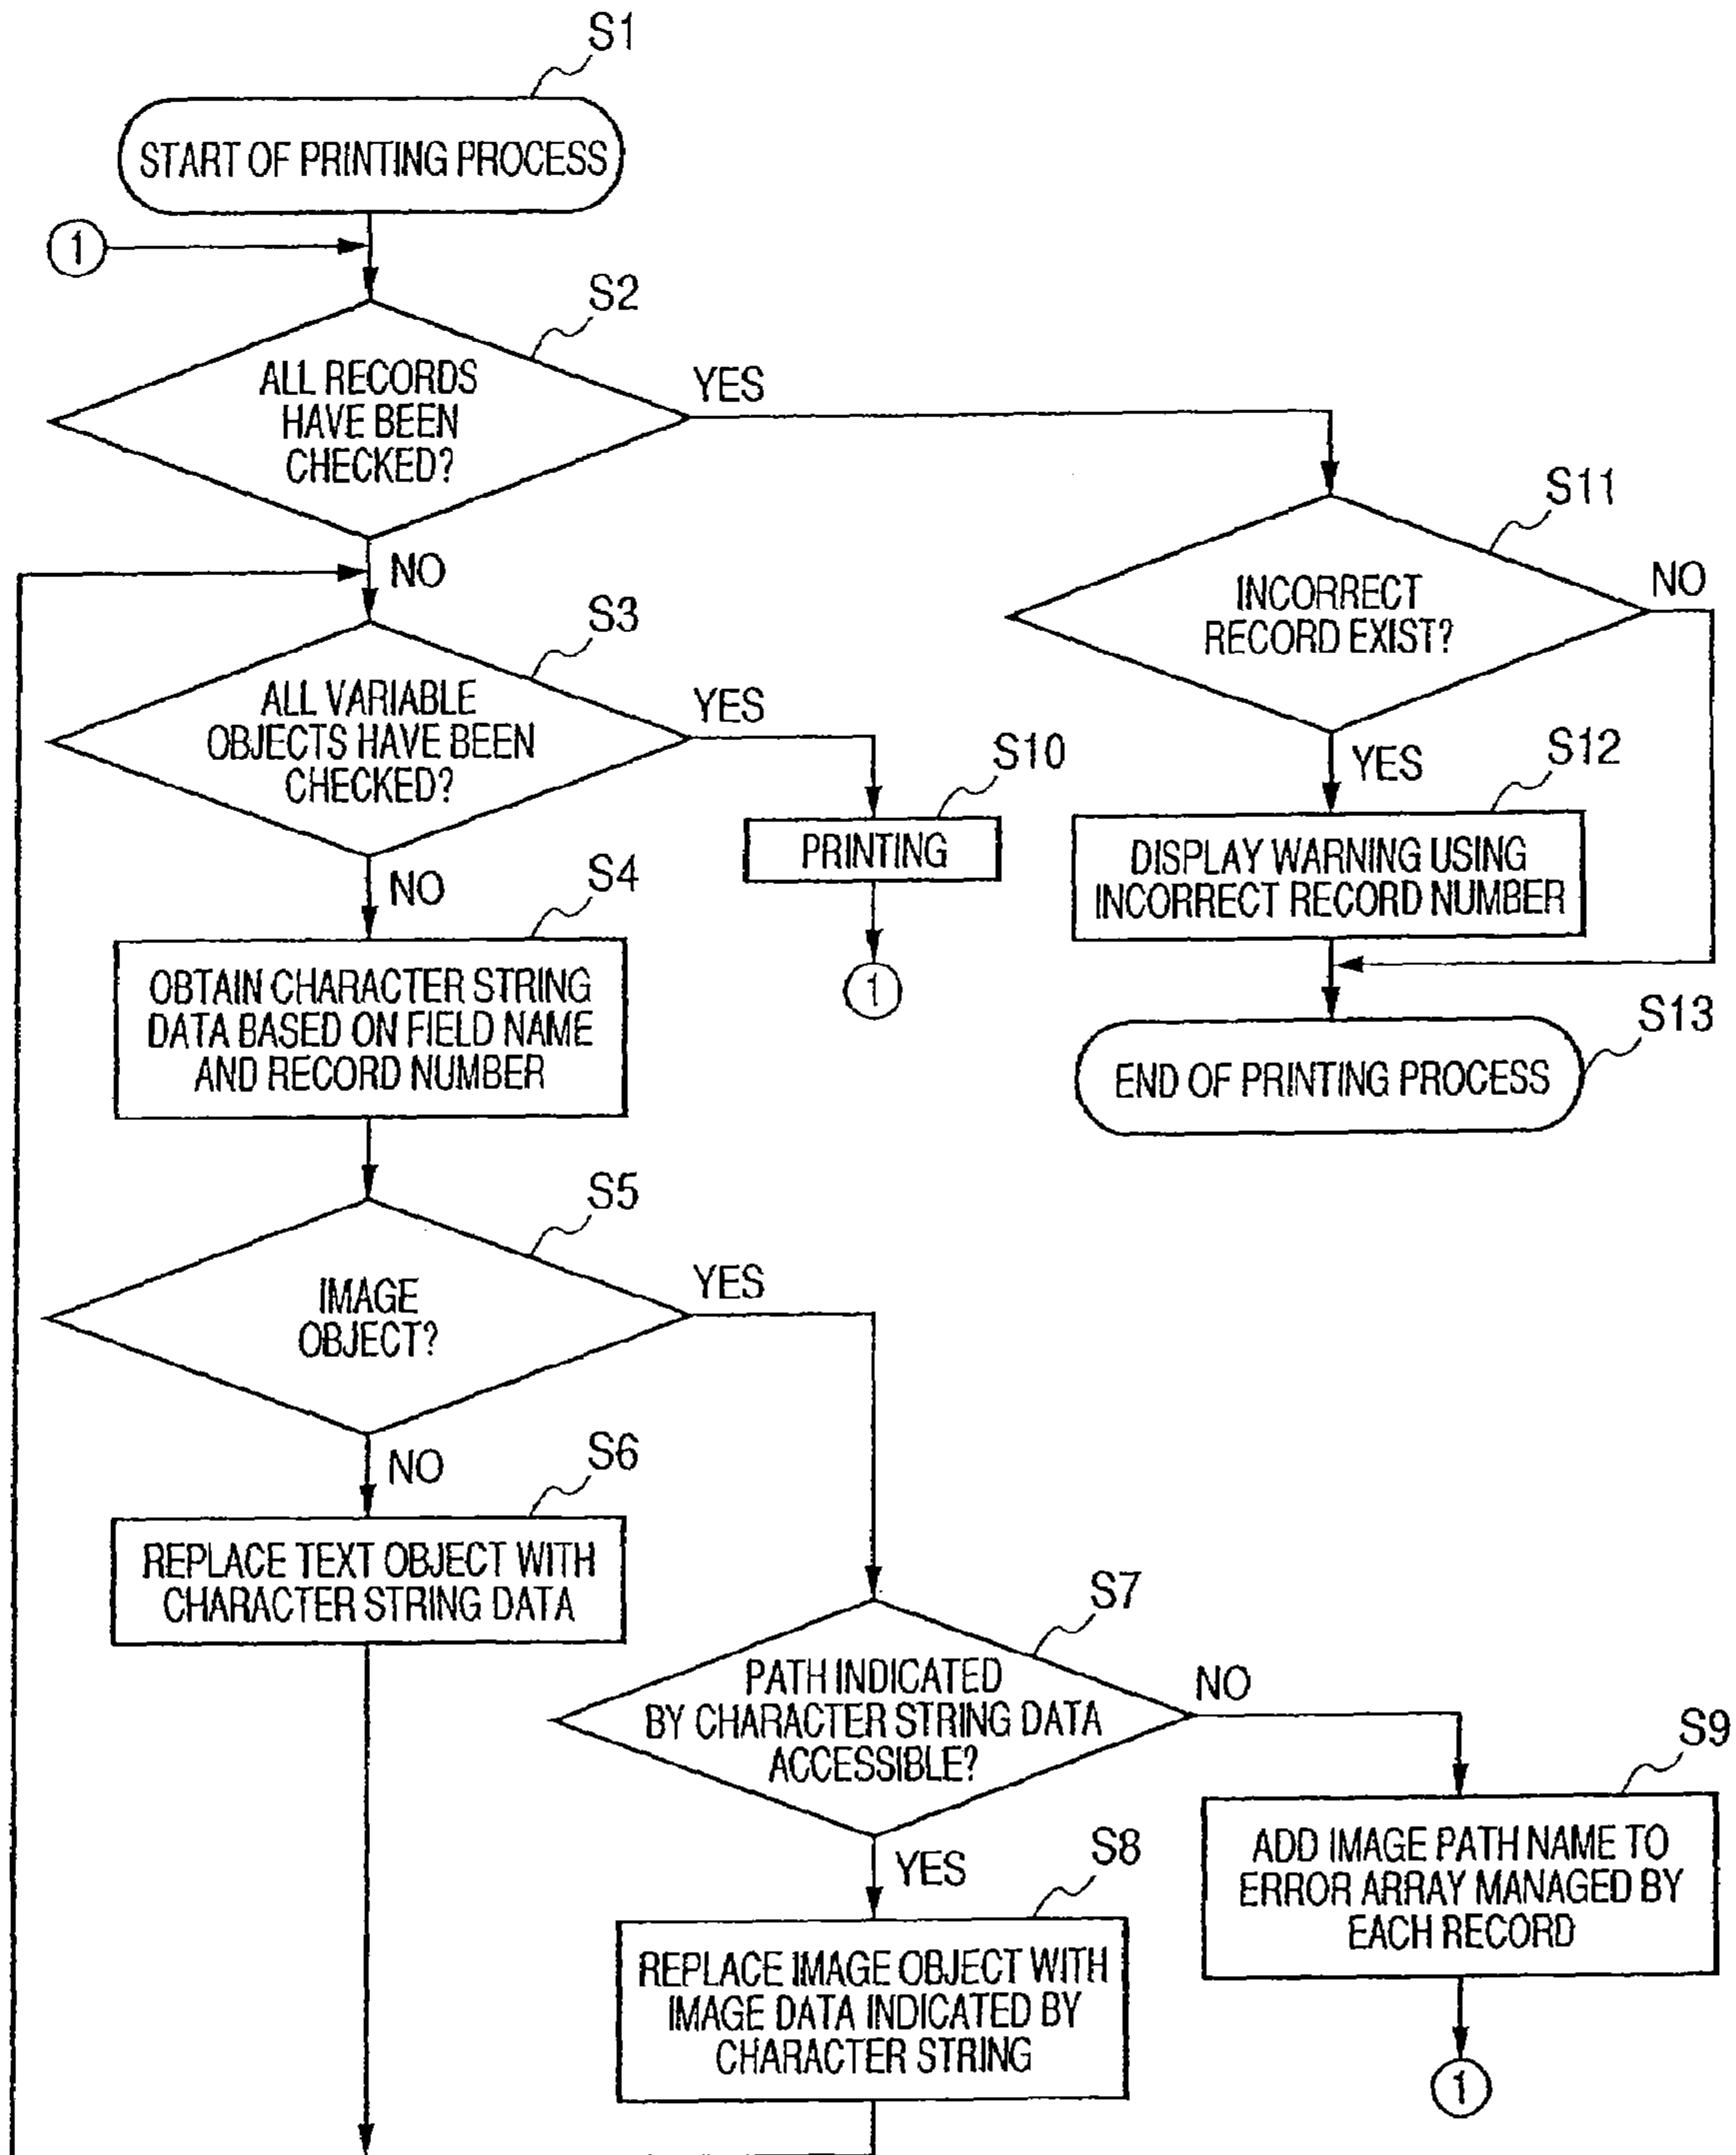 S1
START OF PRINTING PROCESS
1
S2
ALL RECORDS
HAVE BEEN
CHECKED?
YES
NO
S11
INCORRECT
RECORD EXIST?
NO
YES
S3
ALL VARIABLE
OBJECTS HAVE BEEN
CHECKED?
YES
NO
S10
PRINTING
1
S12
DISPLAY WARNING USING
INCORRECT RECORD NUMBER
S13
END OF PRINTING PROCESS
S4
OBTAIN CHARACTER STRING
DATA BASED ON FIELD NAME
AND RECORD NUMBER
S5
IMAGE
OBJECT?
YES
NO
S6
REPLACE TEXT OBJECT WITH
CHARACTER STRING DATA
S7
PATH INDICATED
BY CHARACTER STRING DATA
ACCESSIBLE?
NO
YES
S9
ADD IMAGE PATH NAME TO
ERROR ARRAY MANAGED BY
EACH RECORD
1
S8
REPLACE IMAGE OBJECT WITH
IMAGE DATA INDICATED BY
CHARACTER STRING